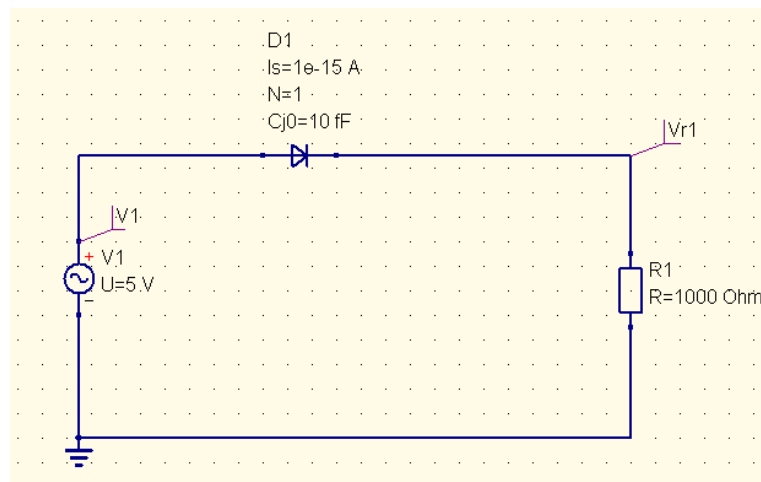 D1
Is=1e-15 A
N=1
Cj0=10 fF
Vr1
V1
+ V1
U=5 V
−
R1
R=1000 Ohm